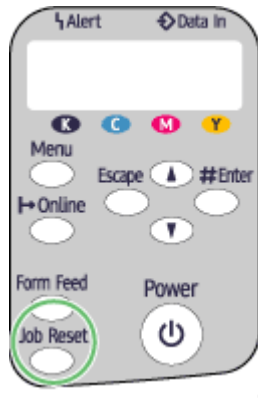 Alert Data In
K C M Y
Menu
Escape #Enter
Online
Form Feed Power
Job Reset